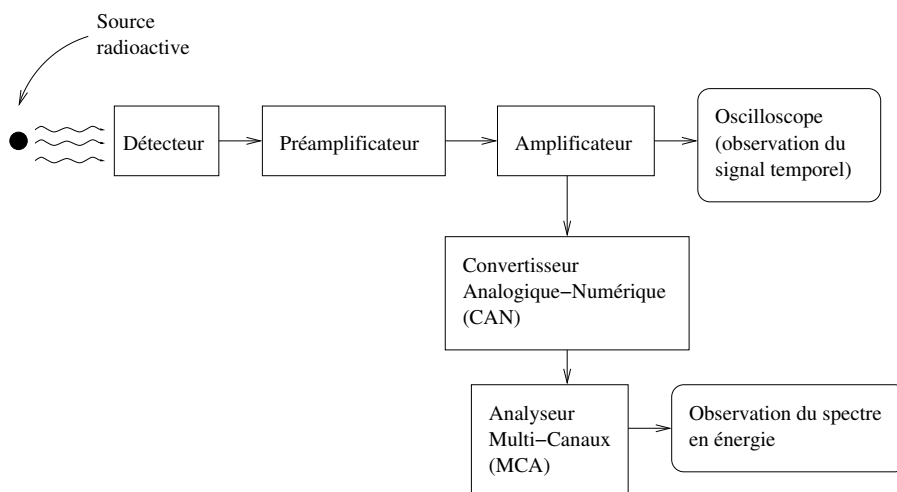 Source
radioactive
Détecteur
Préamplificateur
Amplificateur
Oscilloscope
(observation du
signal temporel)
Convertisseur
Analogique−Numérique
(CAN)
Analyseur
Multi−Canaux
(MCA)
Observation du spectre
en énergie